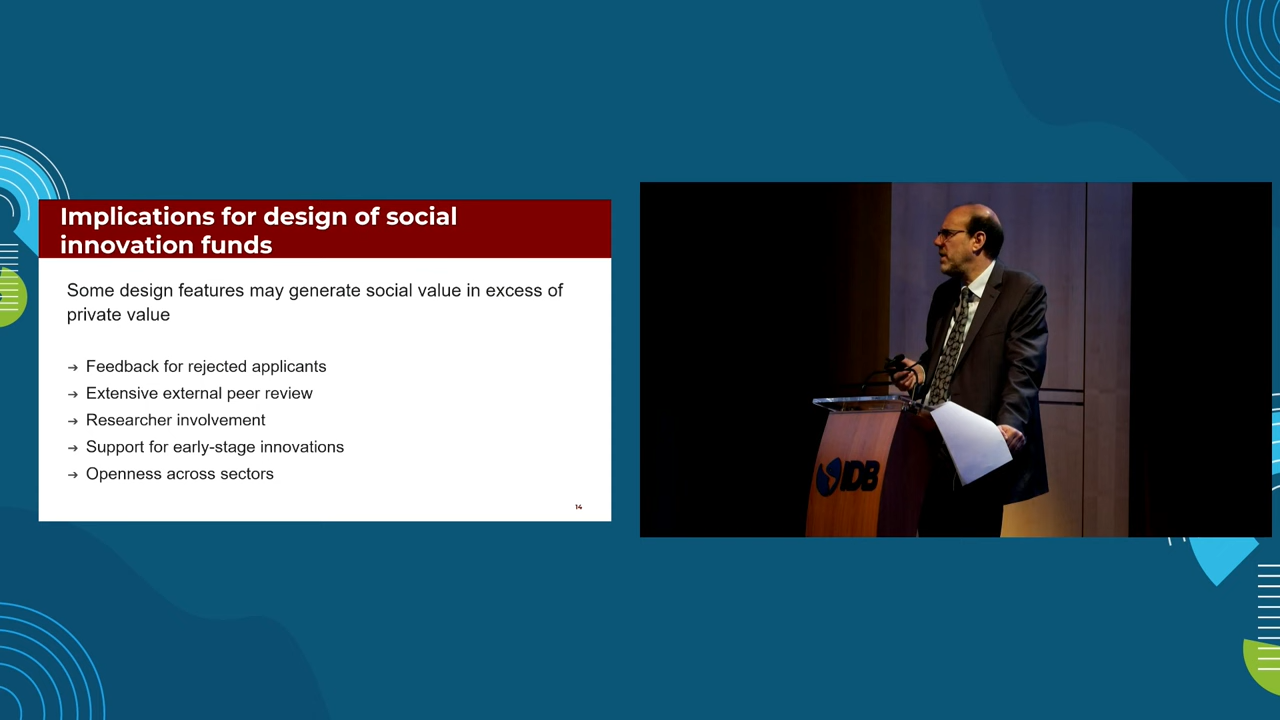 Implications for design of social
innovation funds
Some design features may generate social value in excess of
private value
→ Feedback for rejected applicants
→ Extensive external peer review
→ Researcher involvement
→ Support for early-stage innovations
→ Openness across sectors
14
IDB